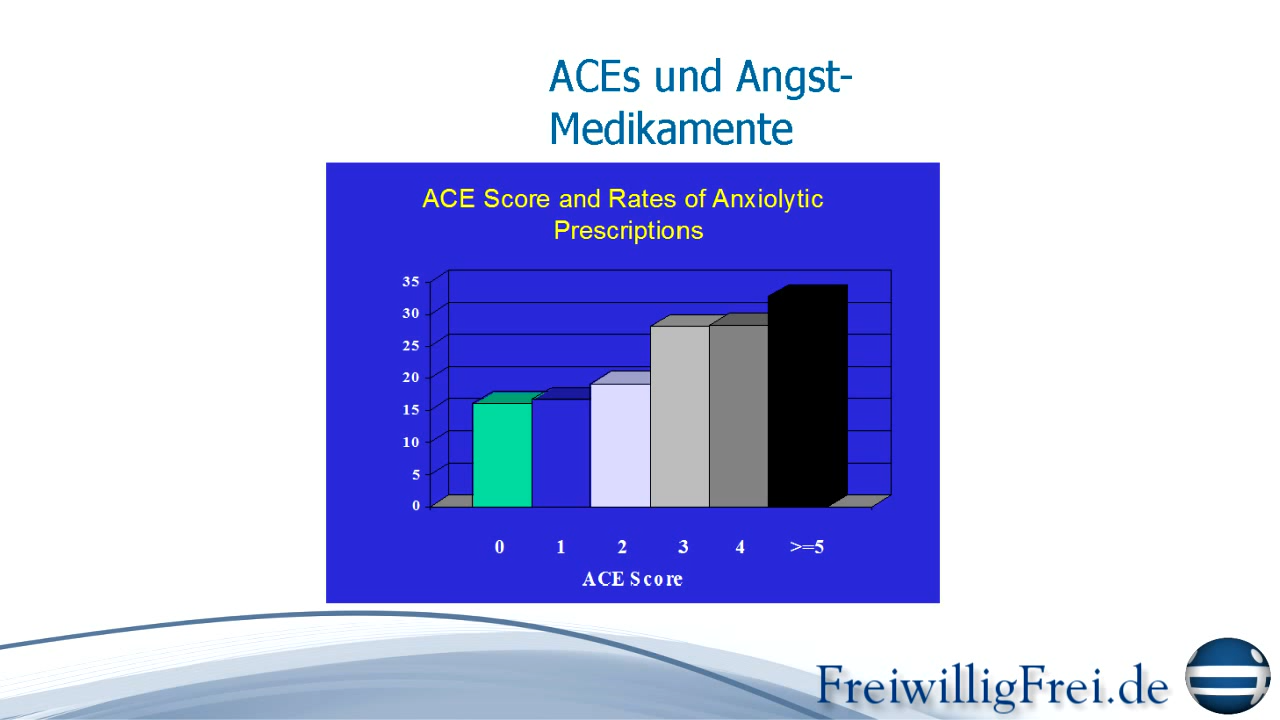 ACEs und Angst-
Medikamente
ACE Score and Rates of Anxiolytic
Prescriptions
35
30
25
20
15
10
5
0
0 1 2 3 4 >=5
ACE Score
FreiwilligFrei.de